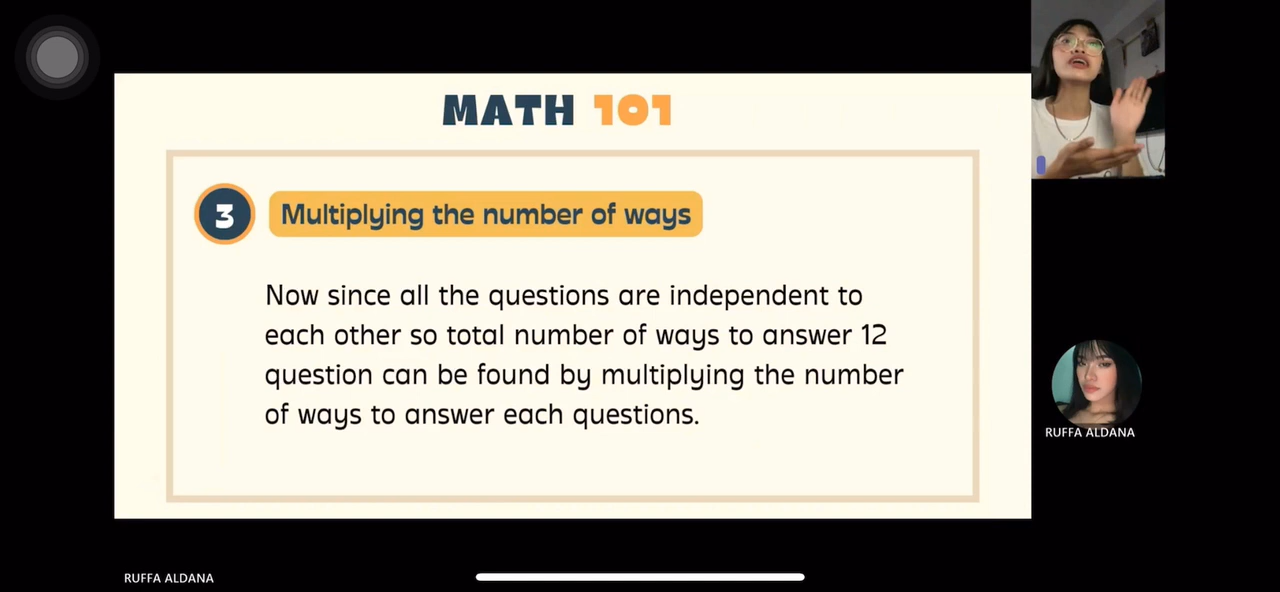 MATH 101
3
Multiplying the number of ways
Now since all the questions are independent to
each other so total number of ways to answer 12
question can be found by multiplying the number
of ways to answer each questions.
RUFFA ALDANA
RUFFA ALDANA